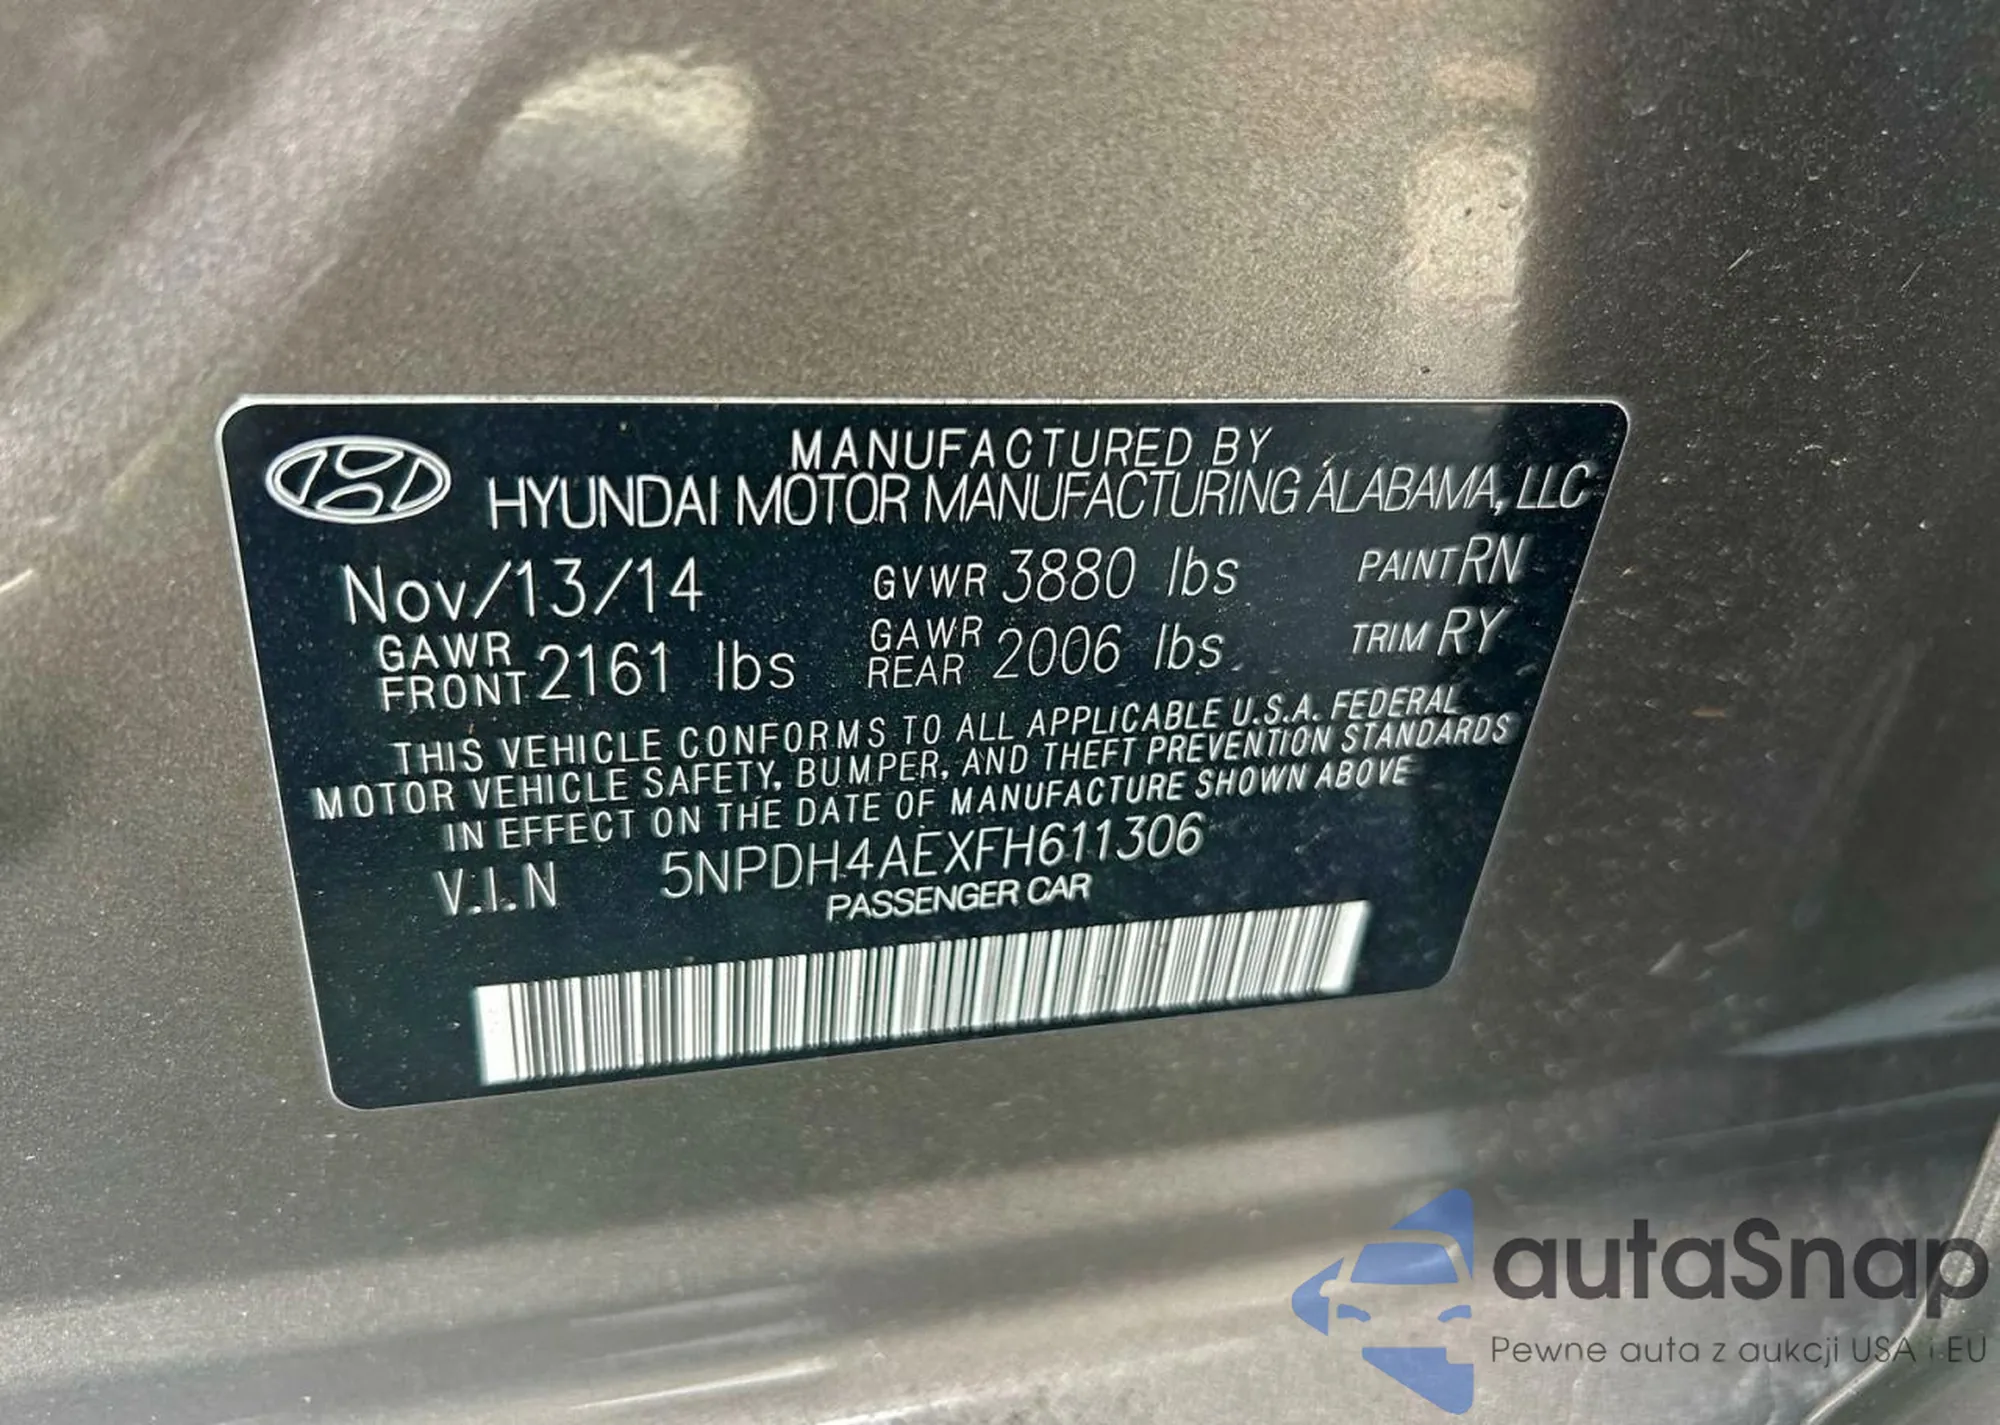 MANUFACTURED BY
HYUNDAI MOTOR MANUFACTURING ALABAMA, LLC
Nov/13/14 GVWR 3880 lbs PAINT RN
GAWR FRONT 2161 lbs GAWR REAR 2006 lbs TRIM RY
THIS VEHICLE CONFORMS TO ALL APPLICABLE U.S.A. FEDERAL
MOTOR VEHICLE SAFETY, BUMPER, AND THEFT PREVENTION STANDARDS
IN EFFECT ON THE DATE OF MANUFACTURE SHOWN ABOVE
V.I.N 5NPDH4AEXFH611306
PASSENGER CAR
autaSnap
Pewne auta z aukcji USA i EU